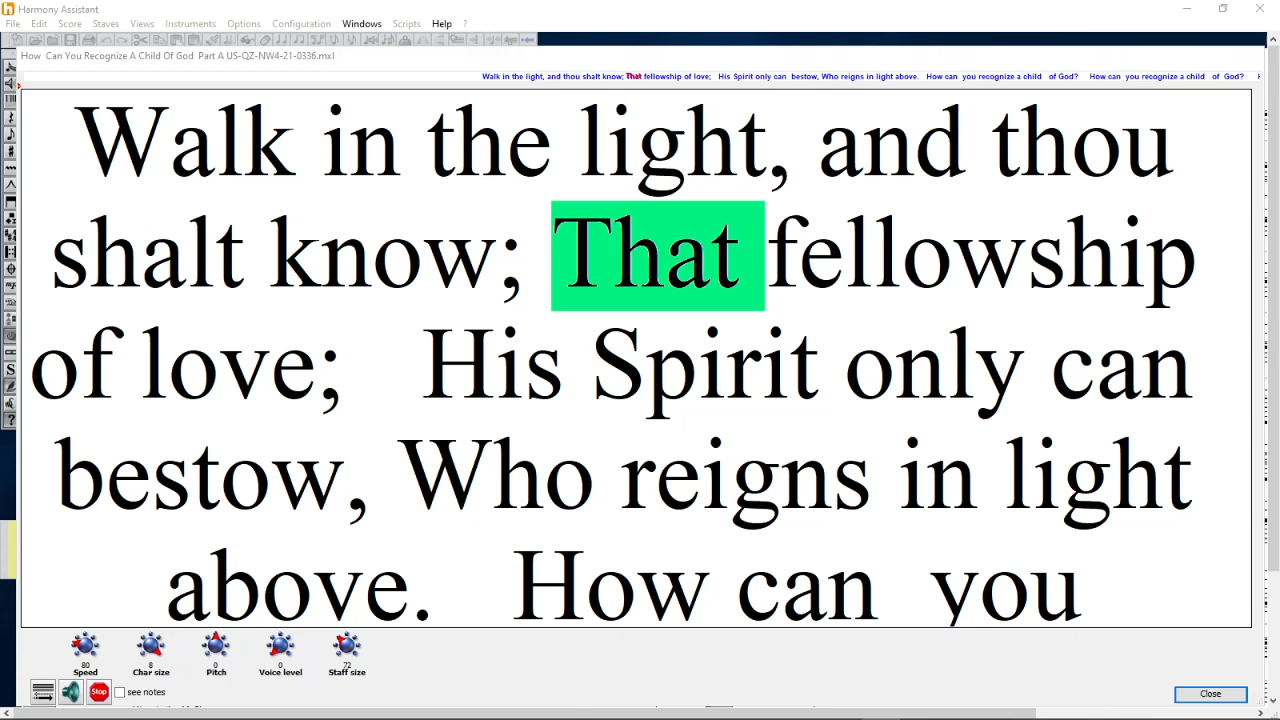 Harmony Assistant
File Edit Score Staves Views Instruments Options Configuration Windows Scripts Help ?
How Can You Recognize A Child Of God Part A US-QZ-NW4-21-0336.mxl
Walk in the light, and thou shalt know; That fellowship of love; His Spirit only can bestow, Who reigns in light above. How can you recognize a child of God? How can you recognize a child of God?
Walk in the light, and thou
shalt know; That fellowship
of love; His Spirit only can
bestow, Who reigns in light
above. How can you
80 8 0 0 72
Speed Char size Pitch Voice level Staff size
Stop see notes Close